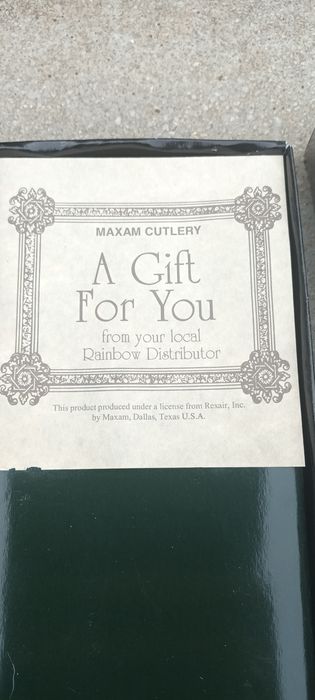 MAXAM CUTLERY
A Gift
For You
from your local
Rainbow Distributor
This product produced under a license from Rexair, Inc.
by Maxam, Dallas, Texas U.S.A.